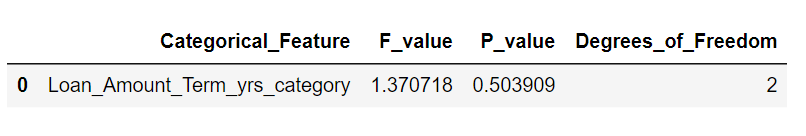 Categorical_Feature F_value P_value Degrees_of_Freedom
0 Loan_Amount_Term_yrs_category 1.370718 0.503909 2